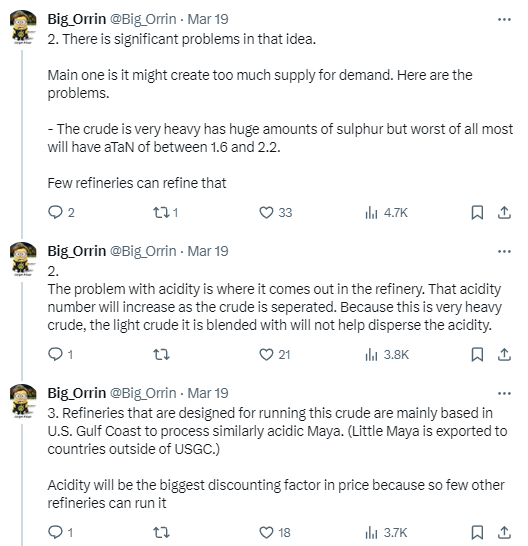 Big_Orrin @Big_Orrin · Mar 19
2. There is significant problems in that idea.
Main one is it might create too much supply for demand. Here are the
problems.
- The crude is very heavy has huge amounts of sulphur but worst of all most
will have aTaN of between 1.6 and 2.2.
Few refineries can refine that
2 1 33 4.7K
Big_Orrin @Big_Orrin · Mar 19
2.
The problem with acidity is where it comes out in the refinery. That acidity
number will increase as the crude is seperated. Because this is very heavy
crude, the light crude it is blended with will not help disperse the acidity.
1 21 3.8K
Big_Orrin @Big_Orrin · Mar 19
3. Refineries that are designed for running this crude are mainly based in
U.S. Gulf Coast to process similarly acidic Maya. (Little Maya is exported to
countries outside of USGC.)
Acidity will be the biggest discounting factor in price because so few other
refineries can run it
1 18 3.7K